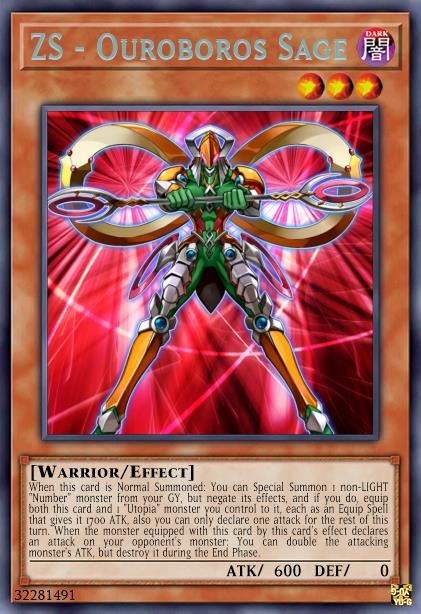 ZS - Ouroboros Sage
DARK
闇
[Warrior/Effect]
When this card is Normal Summoned: You can Special Summon 1 non-LIGHT
"Number" monster from your GY, but negate its effects, and if you do, equip
both this card and 1 "Utopia" monster you control to it, each as an Equip Spell
that gives it 1700 ATK, also you can only declare one attack for the rest of this
turn. When the monster equipped with this card by this card's effect declares
an attack on your opponent's monster: You can double the attacking
monster's ATK, but destroy it during the End Phase.
ATK/ 600 DEF/ 0
32281491